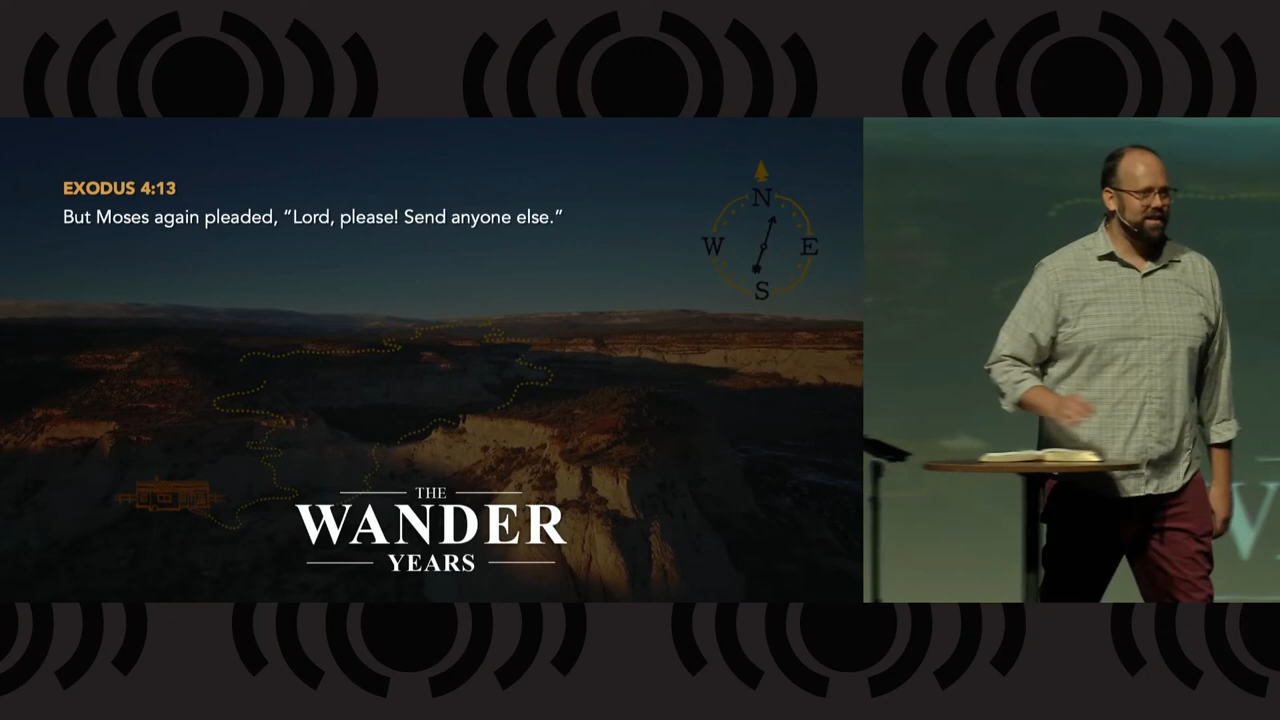 EXODUS 4:13
But Moses again pleaded, “Lord, please! Send anyone else.”
N
W E
S
THE
WANDER
YEARS
W